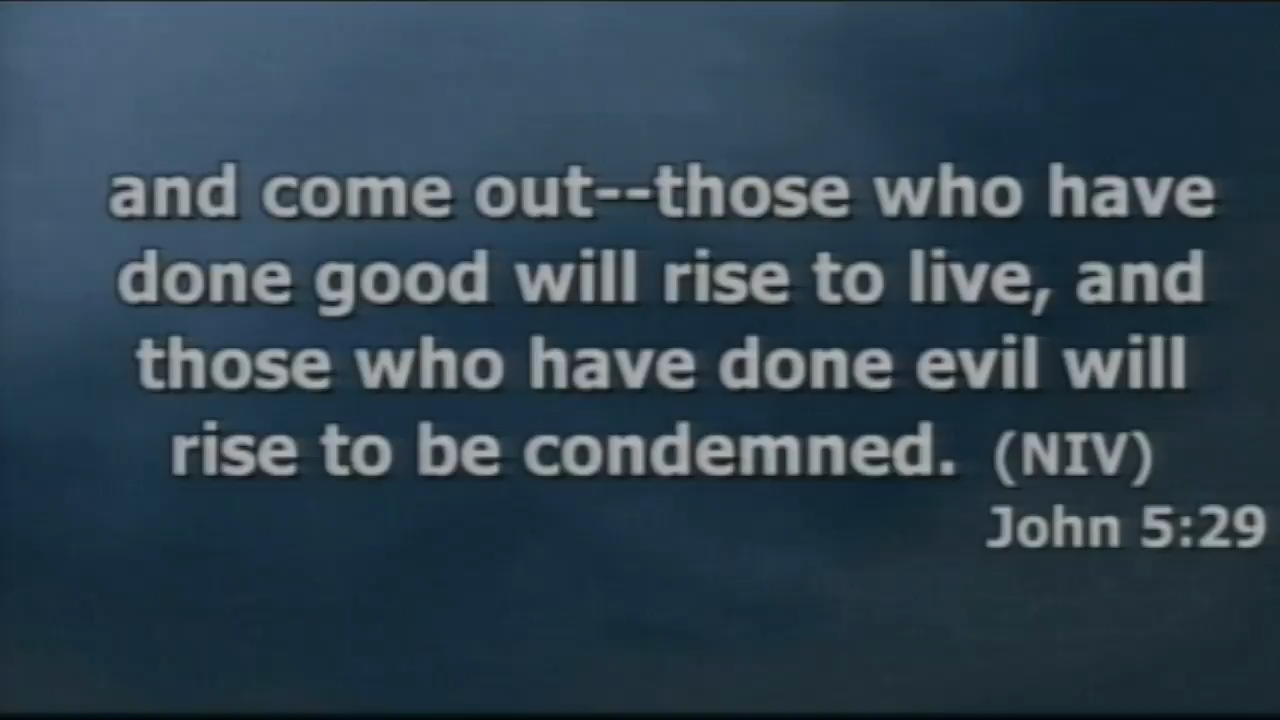 and come out--those who have
done good will rise to live, and
those who have done evil will
rise to be condemned. (NIV)
John 5:29